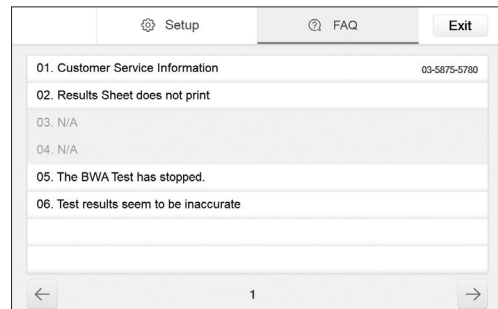 Setup
FAQ
Exit
01. Customer Service Information 03-5875-5780
02. Results Sheet does not print
03. N/A
04. N/A
05. The BWA Test has stopped.
06. Test results seem to be inaccurate
1